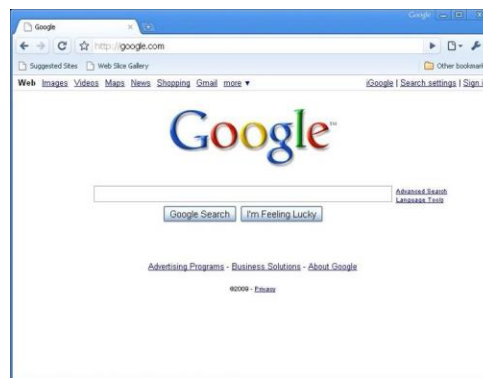 Google
Google
http://google.com
Suggested Sites Web Slice Gallery Other bookmark
Web Images Videos Maps News Shopping Gmail more ▼ iGoogle | Search settings | Sign i
Google™
Advanced Search
Language Tools
Google Search I'm Feeling Lucky
Advertising Programs - Business Solutions - About Google
©2009 - Privacy